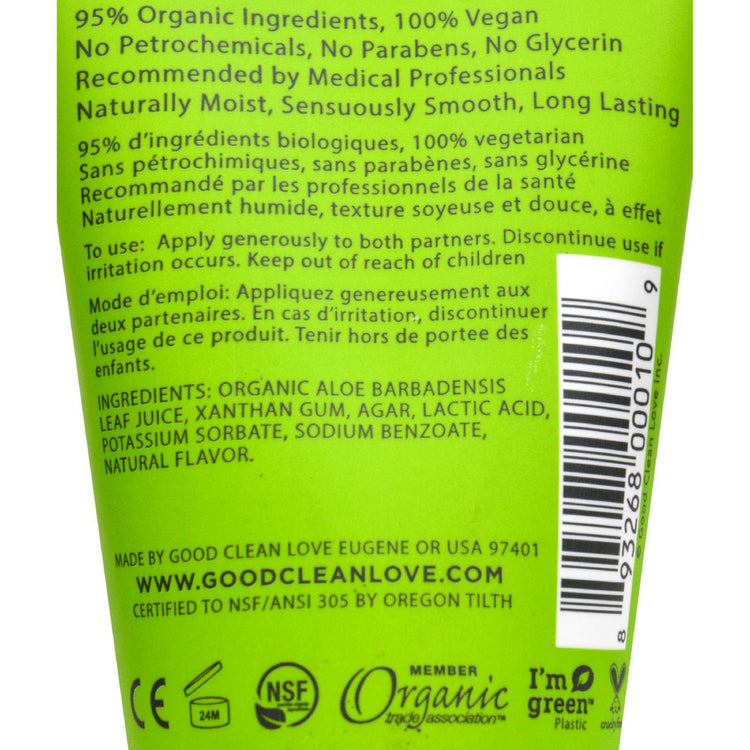 95% Organic Ingredients, 100% Vegan
No Petrochemicals, No Parabens, No Glycerin
Recommended by Medical Professionals
Naturally Moist, Sensuously Smooth, Long Lasting
95% d'ingrédients biologiques, 100% vegetarian
Sans pétrochimiques, sans parabènes, sans glycérine
Recommandé par les professionnels de la santé
Naturellement humide, texture soyeuse et douce, à effet
To use: Apply generously to both partners. Discontinue use if
irritation occurs. Keep out of reach of children
Mode d'emploi: Appliquez genereusement aux
deux partenaires. En cas d'irritation, discontinuer
l'usage de ce produit. Tenir hors de portee des
enfants.
INGREDIENTS: ORGANIC ALOE BARBADENSIS
LEAF JUICE, XANTHAN GUM, AGAR, LACTIC ACID,
POTASSIUM SORBATE, SODIUM BENZOATE,
NATURAL FLAVOR.
8 93268 00010 9
© Good Clean Love Inc.
MADE BY GOOD CLEAN LOVE EUGENE OR USA 97401
WWW.GOODCLEANLOVE.COM
CERTIFIED TO NSF/ANSI 305 BY OREGON TILTH
CE
24M
NSF
MEMBER
Organic
trade association™
I'm
green™
Plastic